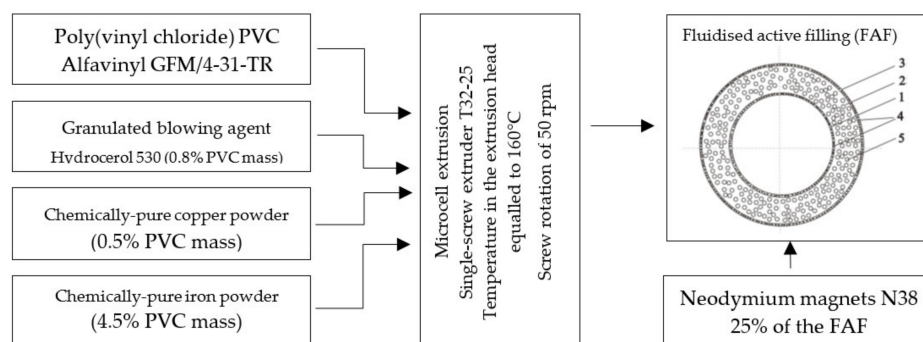 Poly(vinyl chloride) PVC
Alfavinyl GFM/4-31-TR
Granulated blowing agent
Hydrocerol 530 (0.8% PVC mass)
Chemically-pure copper powder
(0.5% PVC mass)
Chemically-pure iron powder
(4.5% PVC mass)
Microcell extrusion
Single-screw extruder T32-25
Temperature in the extrusion head
equalled to 160°C
Screw rotation of 50 rpm
Fluidised active filling (FAF)
3
2
1
4
5
Neodymium magnets N38
25% of the FAF